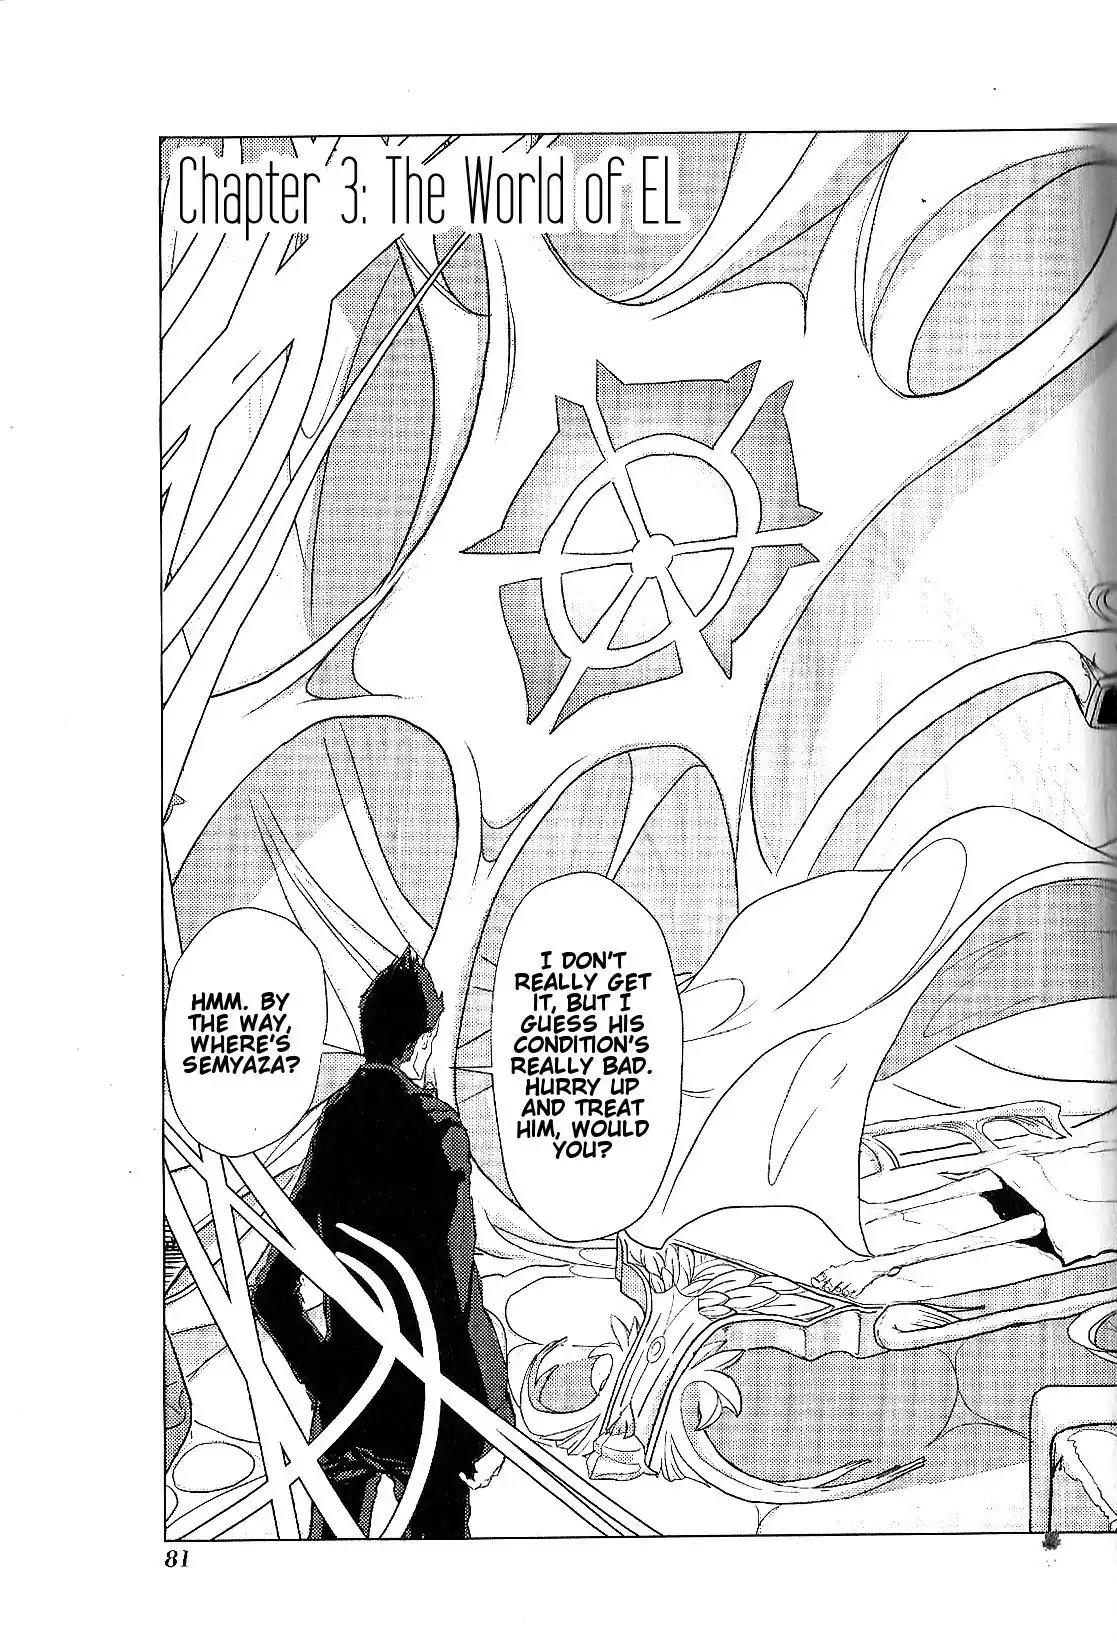 Chapter 3: The World of EL
I DON'T
REALLY GET
IT, BUT I
GUESS HIS
CONDITION'S
REALLY BAD.
HURRY UP
AND TREAT
HIM, WOULD
YOU?
HMM. BY
THE WAY,
WHERE'S
SEMYAZA?
81